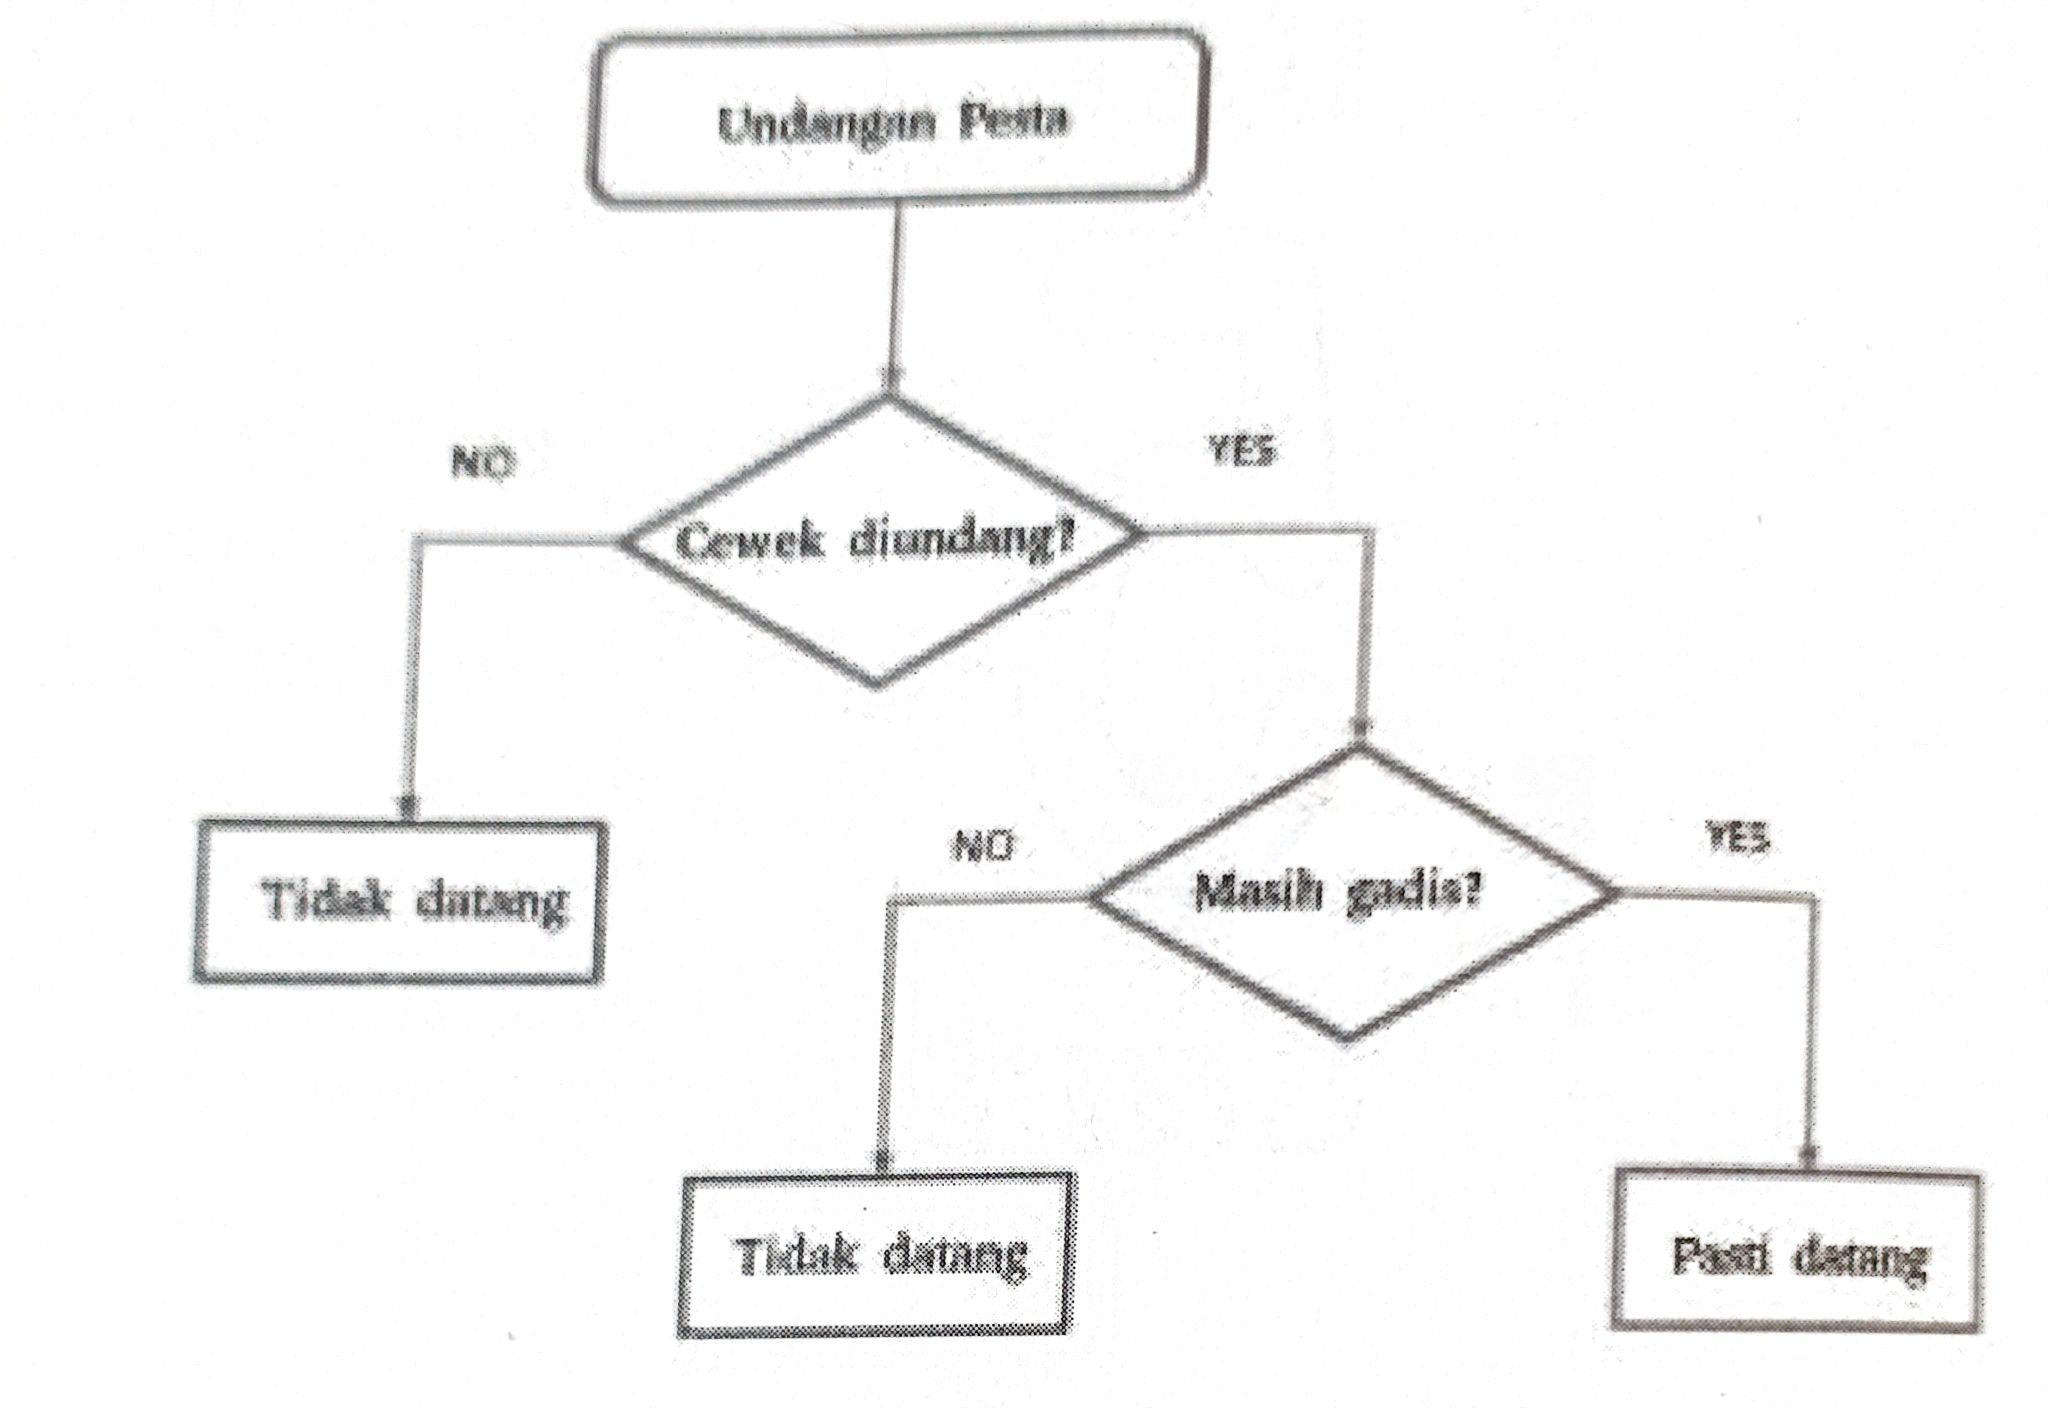 Undangan Pesta
NO
YES
Cewek diundang?
Tidak datang
NO
YES
Masih gadis?
Tidak datang
Pasti datang